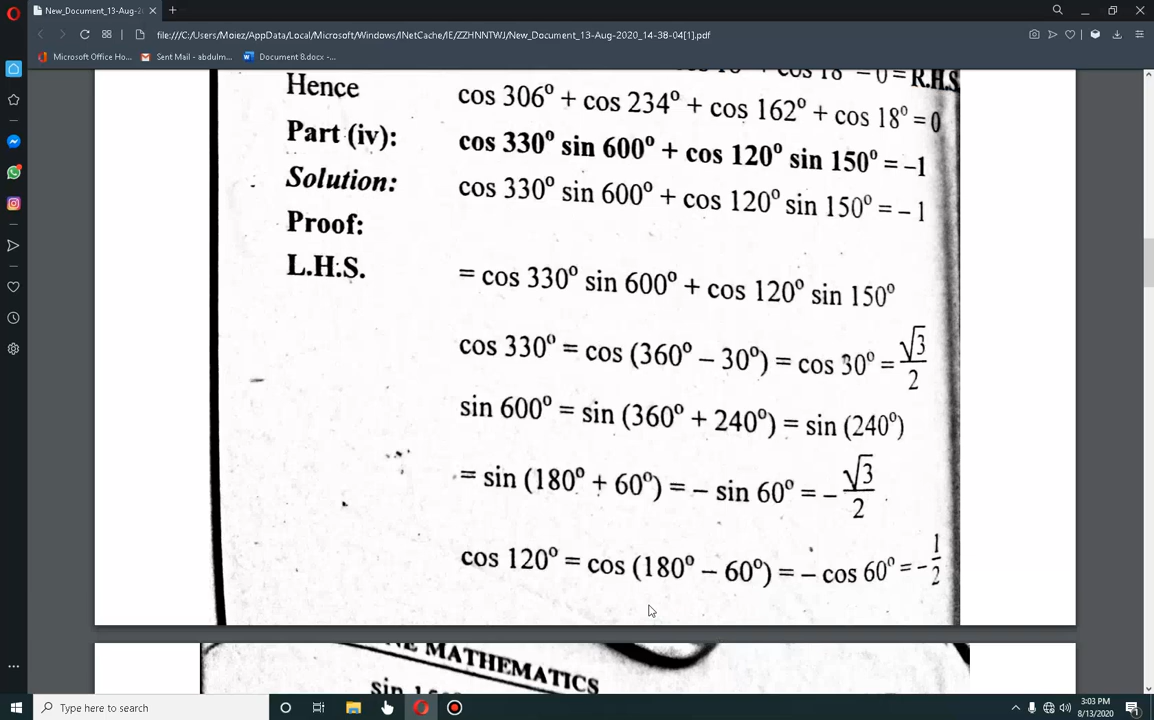 New_Document_13-Aug-2020
file:///C:/Users/Moiez/AppData/Local/Microsoft/Windows/INetCache/IE/ZZHNNTWJ/New_Document_13-Aug-2020_14-38-04[1].pdf
Microsoft Office Ho... Sent Mail - abdulm... Document 8.docx -...
cos 18° = 0 = R.H.S
Hence cos 306° + cos 234° + cos 162° + cos 18° = 0
Part (iv): cos 330° sin 600° + cos 120° sin 150° = –1
Solution: cos 330° sin 600° + cos 120° sin 150° = – 1
Proof:
L.H.S. = cos 330° sin 600° + cos 120° sin 150°
cos 330° = cos (360° – 30°) = cos 30° = √3/2
sin 600° = sin (360° + 240°) = sin (240°)
= sin (180° + 60°) = – sin 60° = – √3/2
cos 120° = cos (180° – 60°) = – cos 60° = – 1/2
MATHEMATICS
Type here to search
3:03 PM
8/13/2020